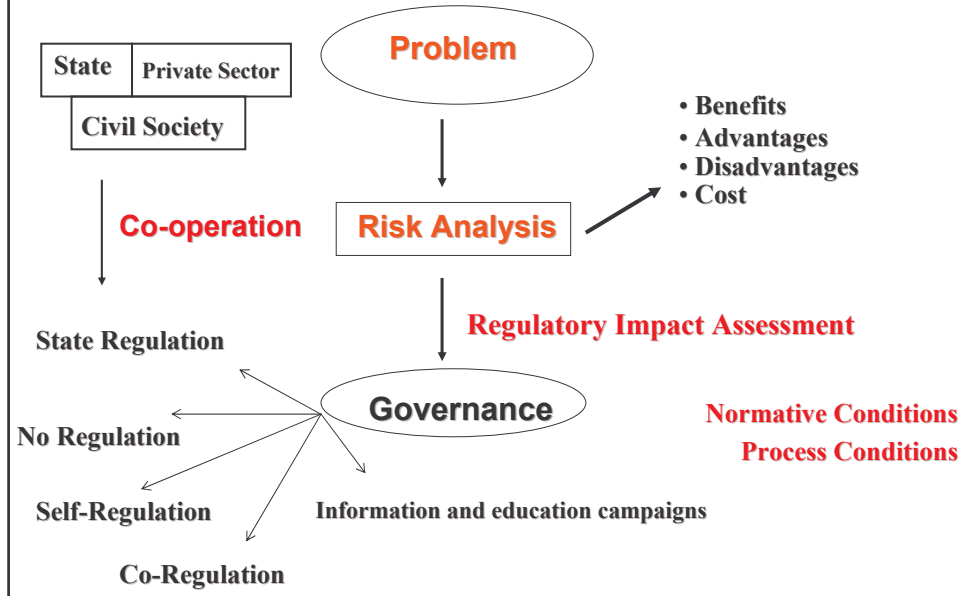 Problem
State
Private Sector
Civil Society
• Benefits
• Advantages
• Disadvantages
• Cost
Co-operation
Risk Analysis
Regulatory Impact Assessment
State Regulation
Governance
Normative Conditions
Process Conditions
No Regulation
Self-Regulation
Information and education campaigns
Co-Regulation